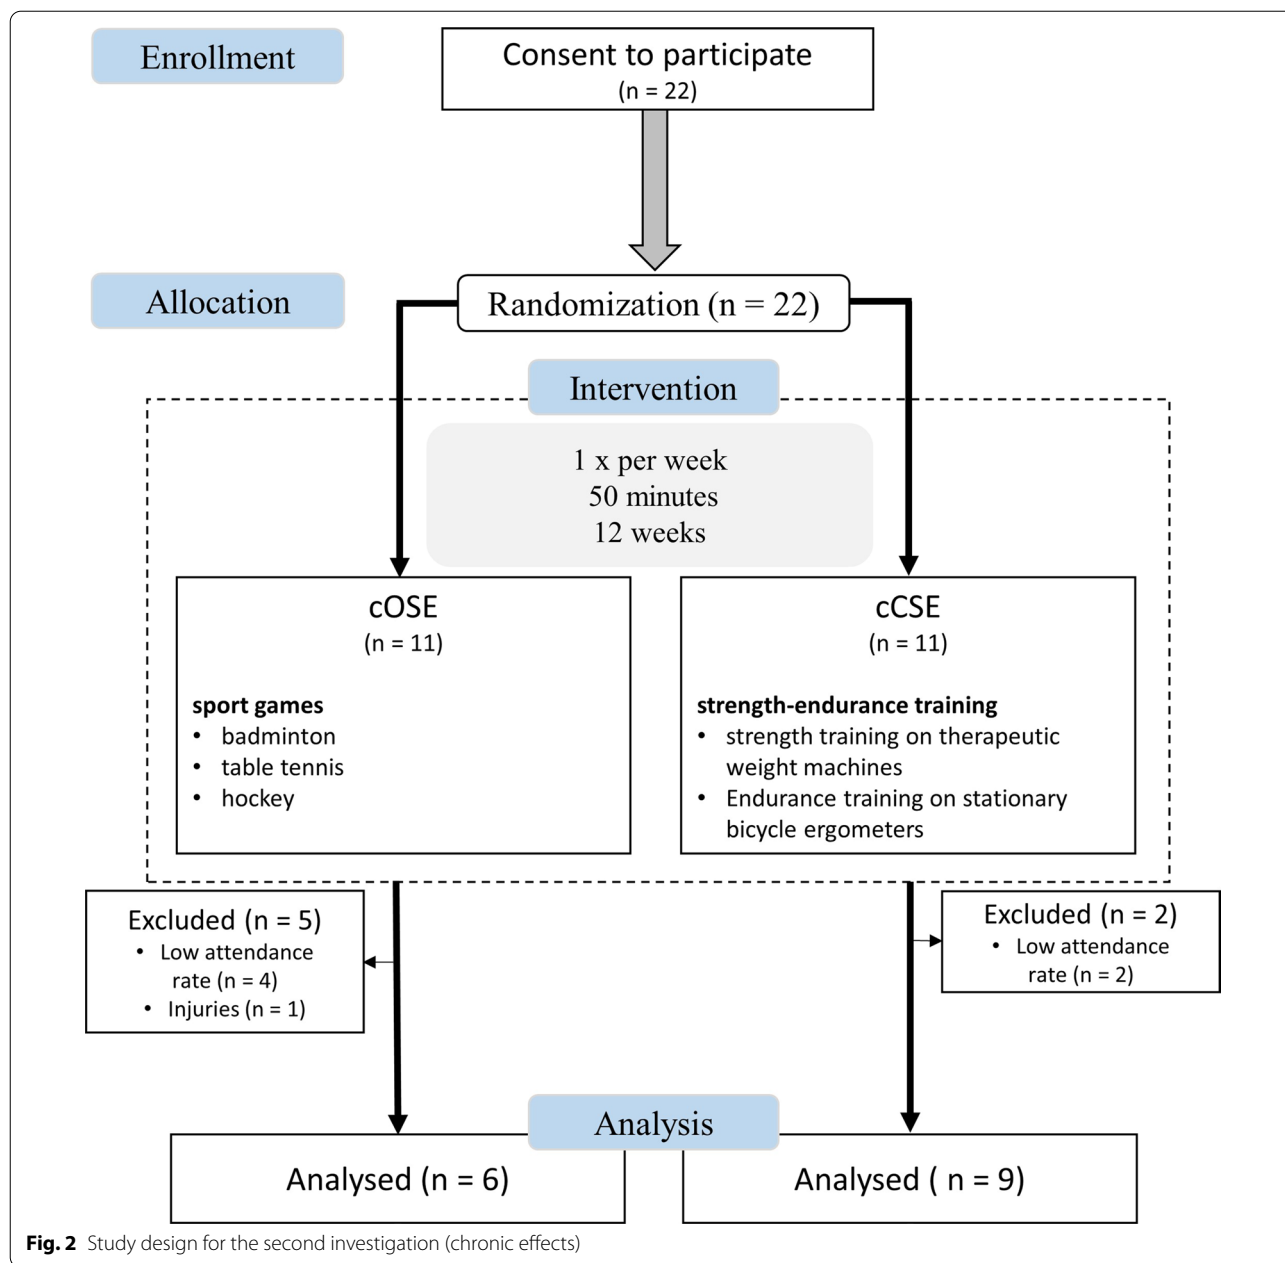 Enrollment
Consent to participate
(n = 22)
Allocation
Randomization (n = 22)
Intervention
1 x per week
50 minutes
12 weeks
cOSE
(n = 11)
sport games
• badminton
• table tennis
• hockey
cCSE
(n = 11)
strength-endurance training
• strength training on therapeutic
weight machines
• Endurance training on stationary
bicycle ergometers
Excluded (n = 5)
• Low attendance
rate (n = 4)
• Injuries (n = 1)
Excluded (n = 2)
• Low attendance
rate (n = 2)
Analysis
Analysed (n = 6)
Analysed ( n = 9)
Fig. 2 Study design for the second investigation (chronic effects)